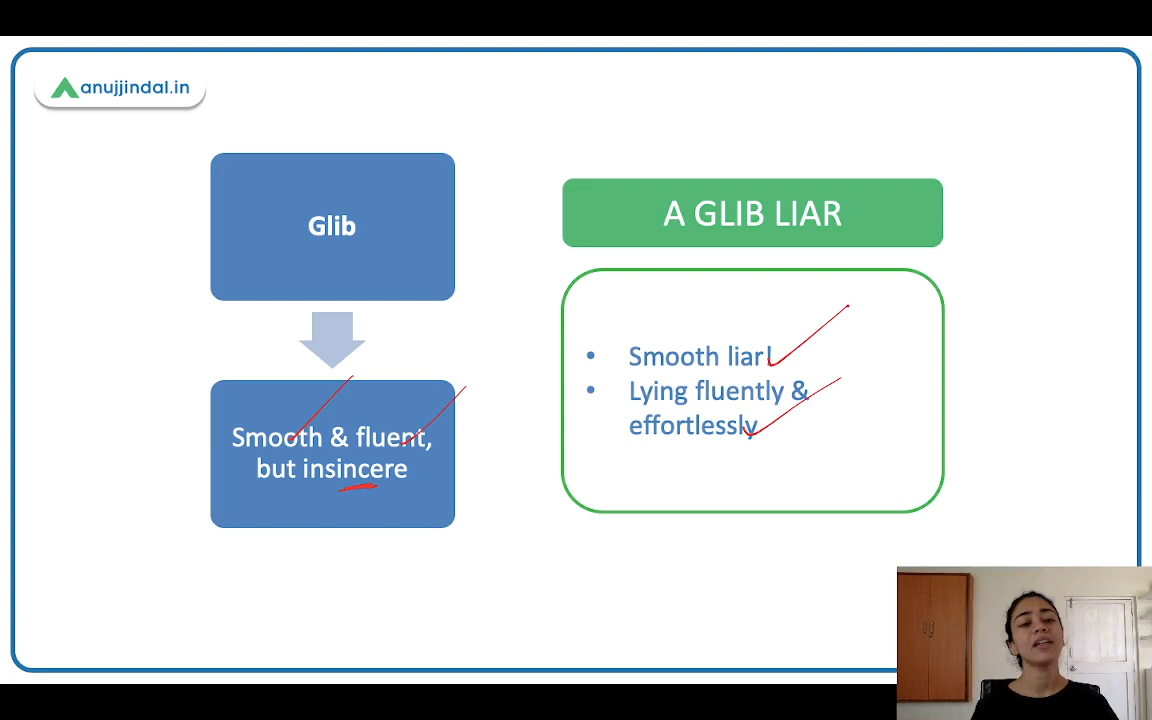 anujjindal.in
Glib
Smooth & fluent,
but insincere
A GLIB LIAR
• Smooth liar!
• Lying fluently &
effortlessly